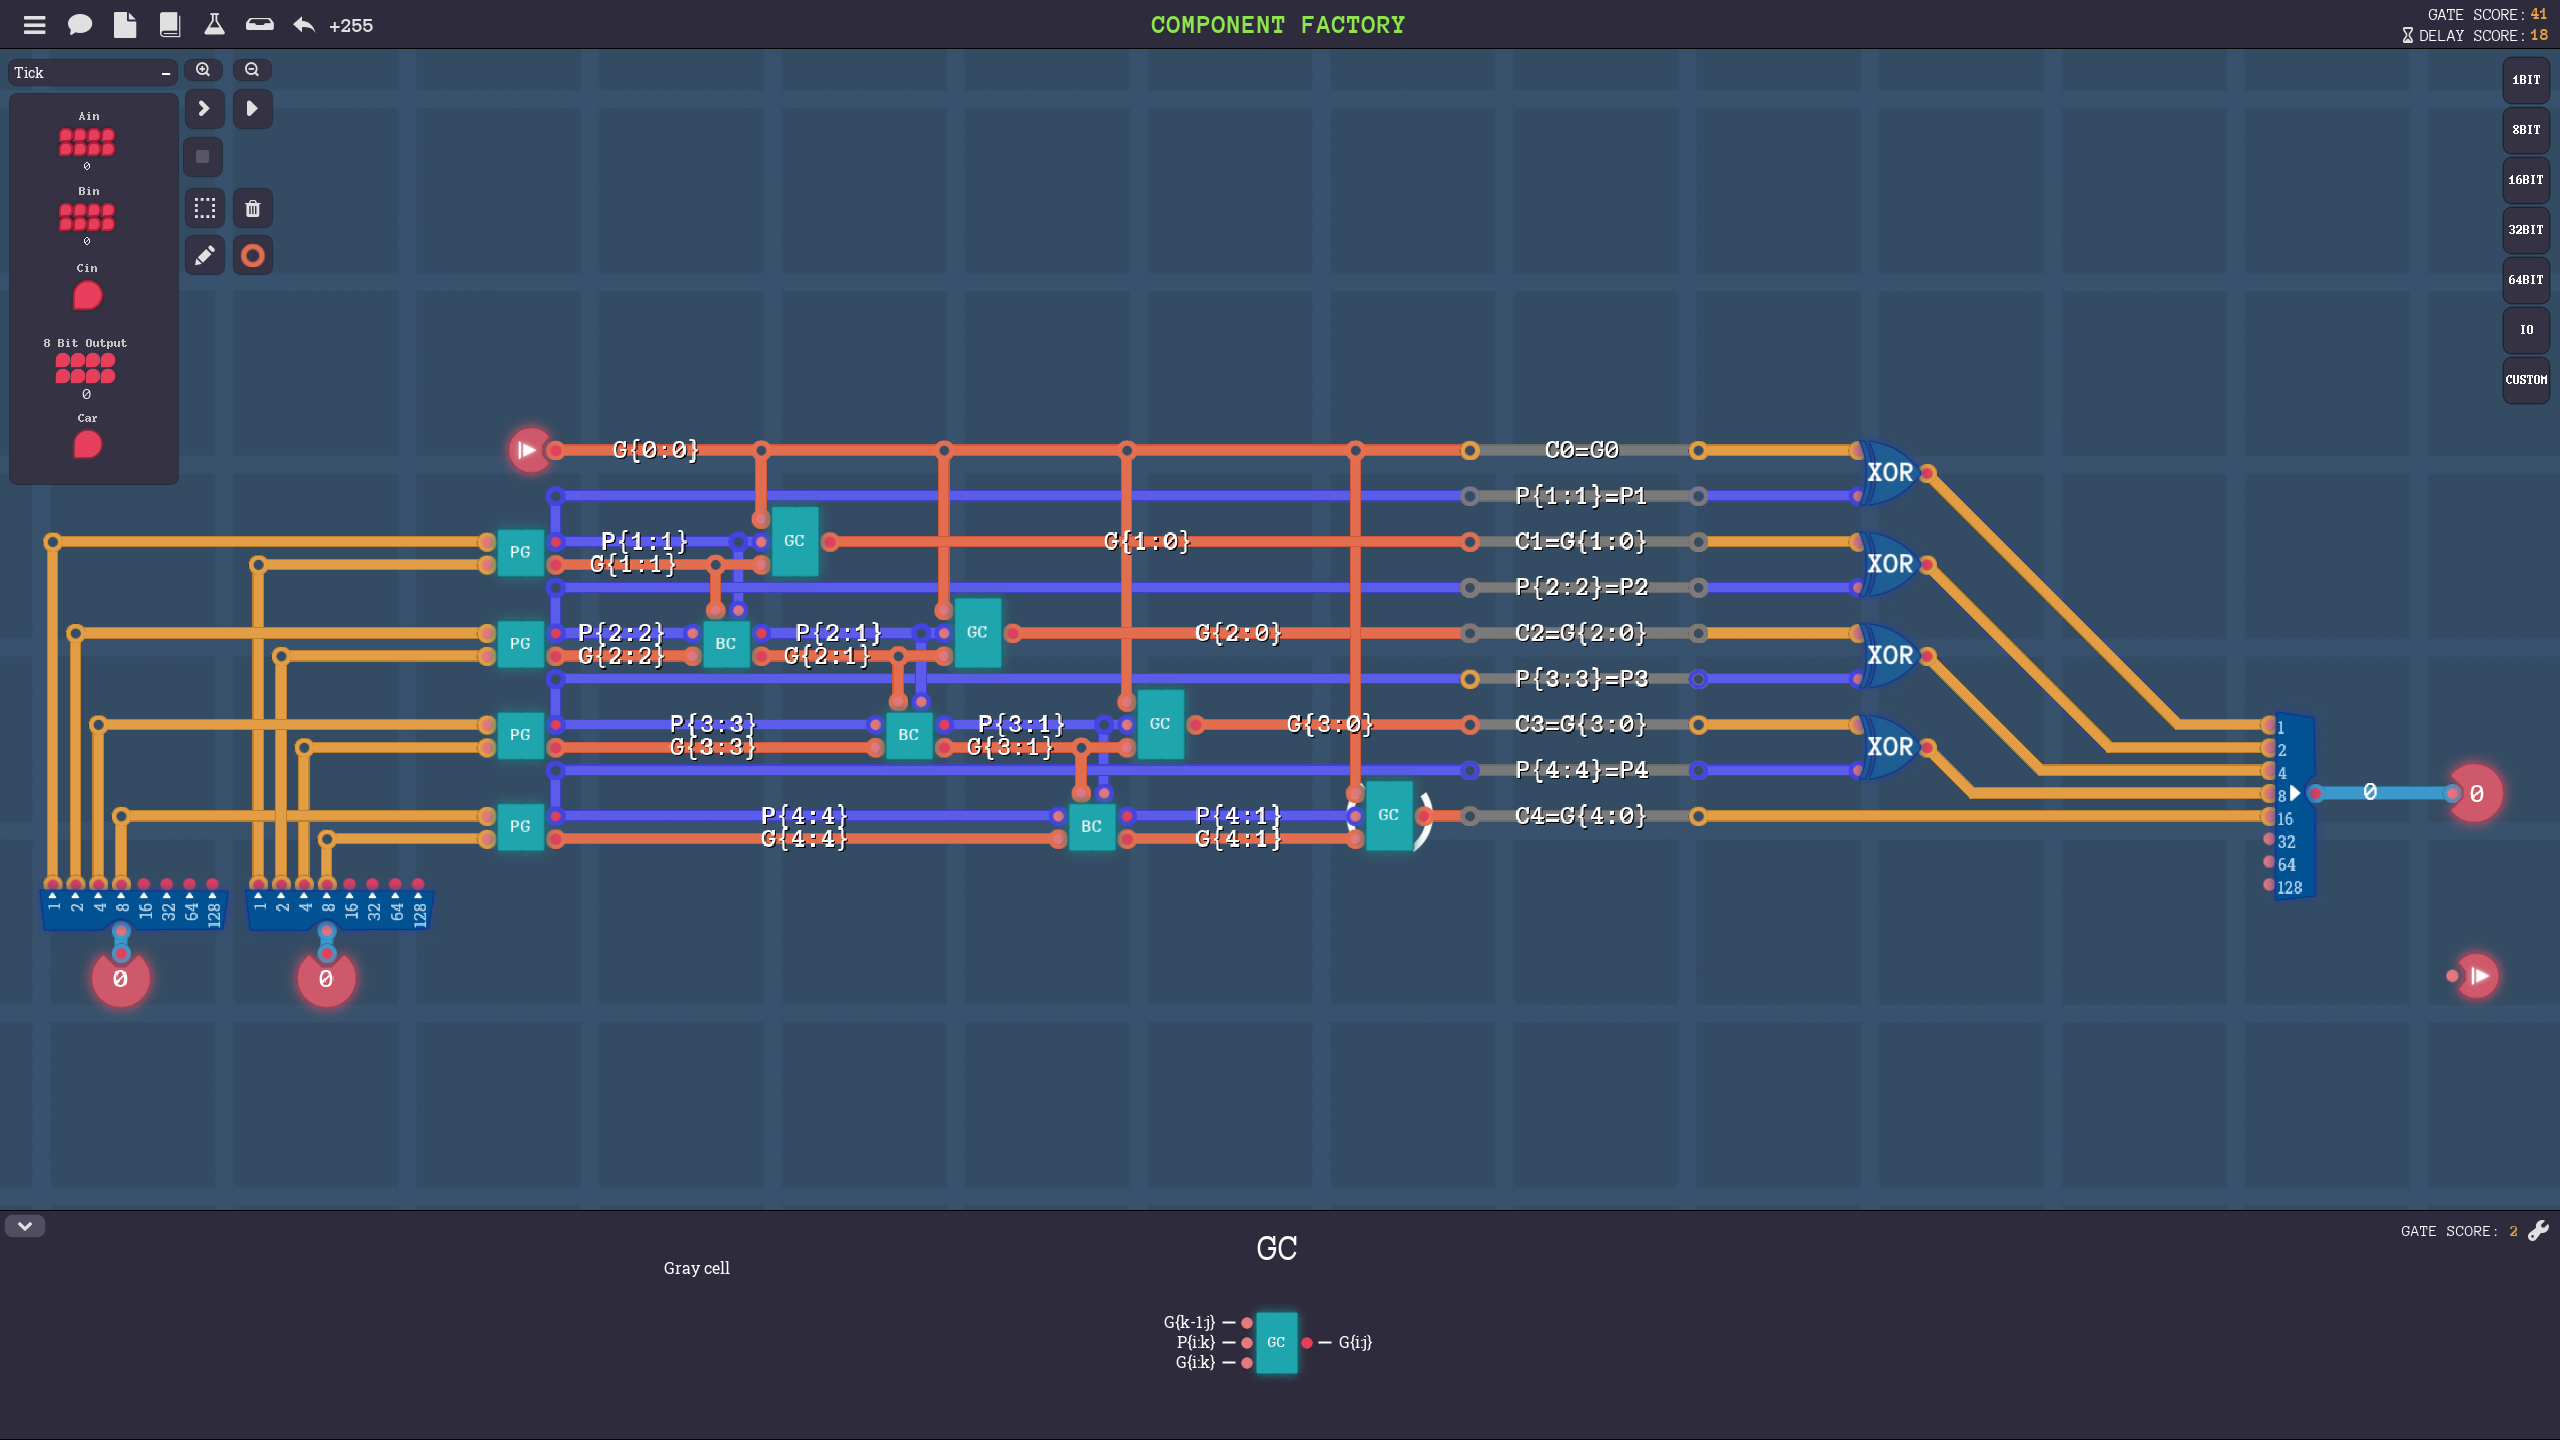 +255
COMPONENT FACTORY
GATE SCORE: 41
DELAY SCORE: 18
Tick
Ain
0
Bin
0
Cin
8 Bit Output
0
Car
1BIT
8BIT
16BIT
32BIT
64BIT
IO
CUSTOM
G{0:0} C0=G0
XOR
P{1:1}=P1
PG P{1:1} GC G{1:0} C1=G{1:0}
G{1:1}
XOR
P{2:2}=P2
PG P{2:2} BC P{2:1} GC G{2:0} C2=G{2:0}
G{2:2} G{2:1}
XOR
P{3:3}=P3
PG P{3:3} BC P{3:1} GC G{3:0} C3=G{3:0}
G{3:3} G{3:1}
XOR
P{4:4}=P4
PG P{4:4} BC P{4:1} GC C4=G{4:0}
G{4:4} G{4:1}
1
2
4
8
16
32
64
128
0 0
1 2 4 8 16 32 64 128
1 2 4 8 16 32 64 128
0 0
GATE SCORE: 2
GC
Gray cell
G{k-1:j}
P{i:k} GC G{i:j}
G{i:k}